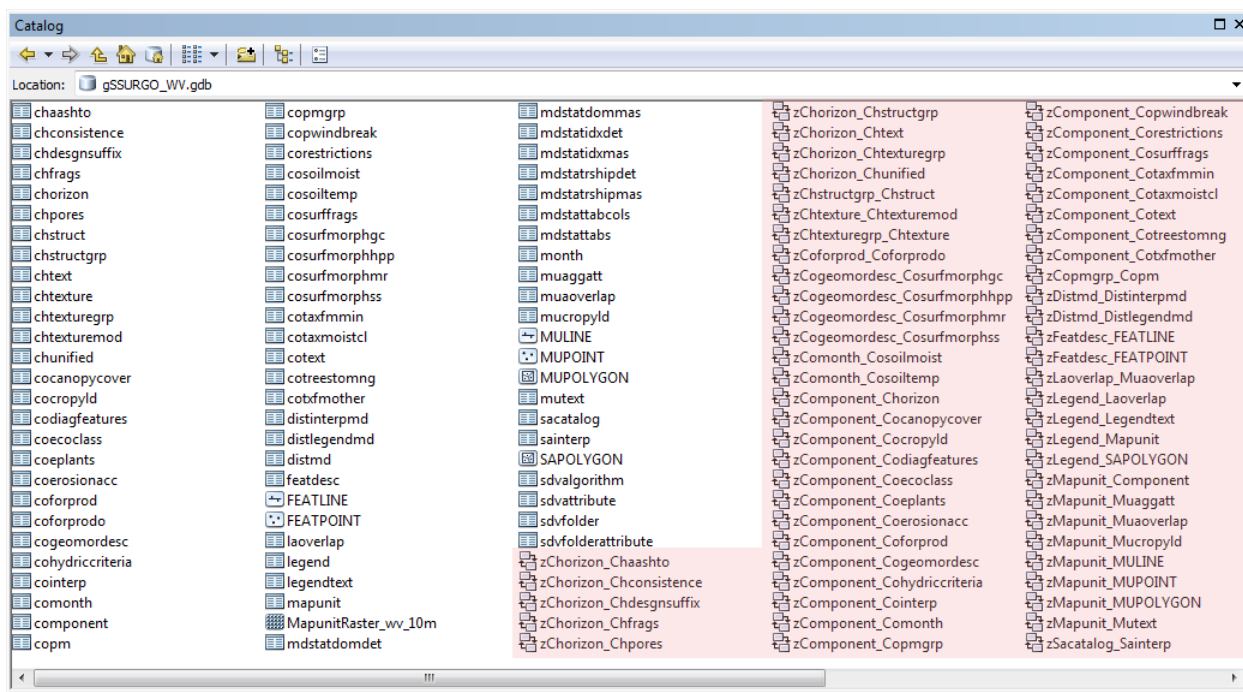 Catalog
Location: gSSURGO_WV.gdb
chaashto
chconsistence
chdesgnsuffix
chfrags
chorizon
chpores
chstruct
chstructgrp
chtext
chtexture
chtexturegrp
chtexturemod
chunified
cocanopycover
cocropyld
codiagfeatures
coecoclass
coeplants
coerosionacc
coforprod
coforprodo
cogeomordesc
cohydriccriteria
cointerp
comonth
component
copm
copmgrp
copwindbreak
corestrictions
cosoilmoist
cosoiltemp
cosurffrags
cosurfmorphgc
cosurfmorphhpp
cosurfmorphmr
cosurfmorphss
cotaxfmmin
cotaxmoistcl
cotext
cotreestomng
cotxfmother
distinterpmd
distlegendmd
distmd
featdesc
FEATLINE
FEATPOINT
laoverlap
legend
legendtext
mapunit
MapunitRaster_wv_10m
mdstatdomdet
mdstatdommas
mdstatidxdet
mdstatidxmas
mdstatrshipdet
mdstatrshipmas
mdstattabcols
mdstattabs
month
muaggatt
muaoverlap
mucropyld
MULINE
MUPOINT
MUPOLYGON
mutext
sacatalog
sainterp
SAPOLYGON
sdvalgorithm
sdvattribute
sdvfolder
sdvfolderattribute
zChorizon_Chaashto
zChorizon_Chconsistence
zChorizon_Chdesgnsuffix
zChorizon_Chfrags
zChorizon_Chpores
zChorizon_Chstructgrp
zChorizon_Chtext
zChorizon_Chtexturegrp
zChorizon_Chunified
zChstructgrp_Chstruct
zChtexture_Chtexturemod
zChtexturegrp_Chtexture
zCoforprod_Coforprodo
zCogeomordesc_Cosurfmorphgc
zCogeomordesc_Cosurfmorphhpp
zCogeomordesc_Cosurfmorphmr
zCogeomordesc_Cosurfmorphss
zComonth_Cosoilmoist
zComonth_Cosoiltemp
zComponent_Chorizon
zComponent_Cocanopycover
zComponent_Cocropyld
zComponent_Codiagfeatures
zComponent_Coecoclass
zComponent_Coeplants
zComponent_Coerosionacc
zComponent_Coforprod
zComponent_Cogeomordesc
zComponent_Cohydriccriteria
zComponent_Cointerp
zComponent_Comonth
zComponent_Copmgrp
zComponent_Copwindbreak
zComponent_Corestrictions
zComponent_Cosurffrags
zComponent_Cotaxfmmin
zComponent_Cotaxmoistcl
zComponent_Cotext
zComponent_Cotreestomng
zComponent_Cotxfmother
zCopmgrp_Copm
zDistmd_Distinterpmd
zDistmd_Distlegendmd
zFeatdesc_FEATLINE
zFeatdesc_FEATPOINT
zLaoverlap_Muaoverlap
zLegend_Laoverlap
zLegend_Legendtext
zLegend_Mapunit
zLegend_SAPOLYGON
zMapunit_Component
zMapunit_Muaggatt
zMapunit_Muaoverlap
zMapunit_Mucropyld
zMapunit_MULINE
zMapunit_MUPOINT
zMapunit_MUPOLYGON
zMapunit_Mutext
zSacatalog_Sainterp